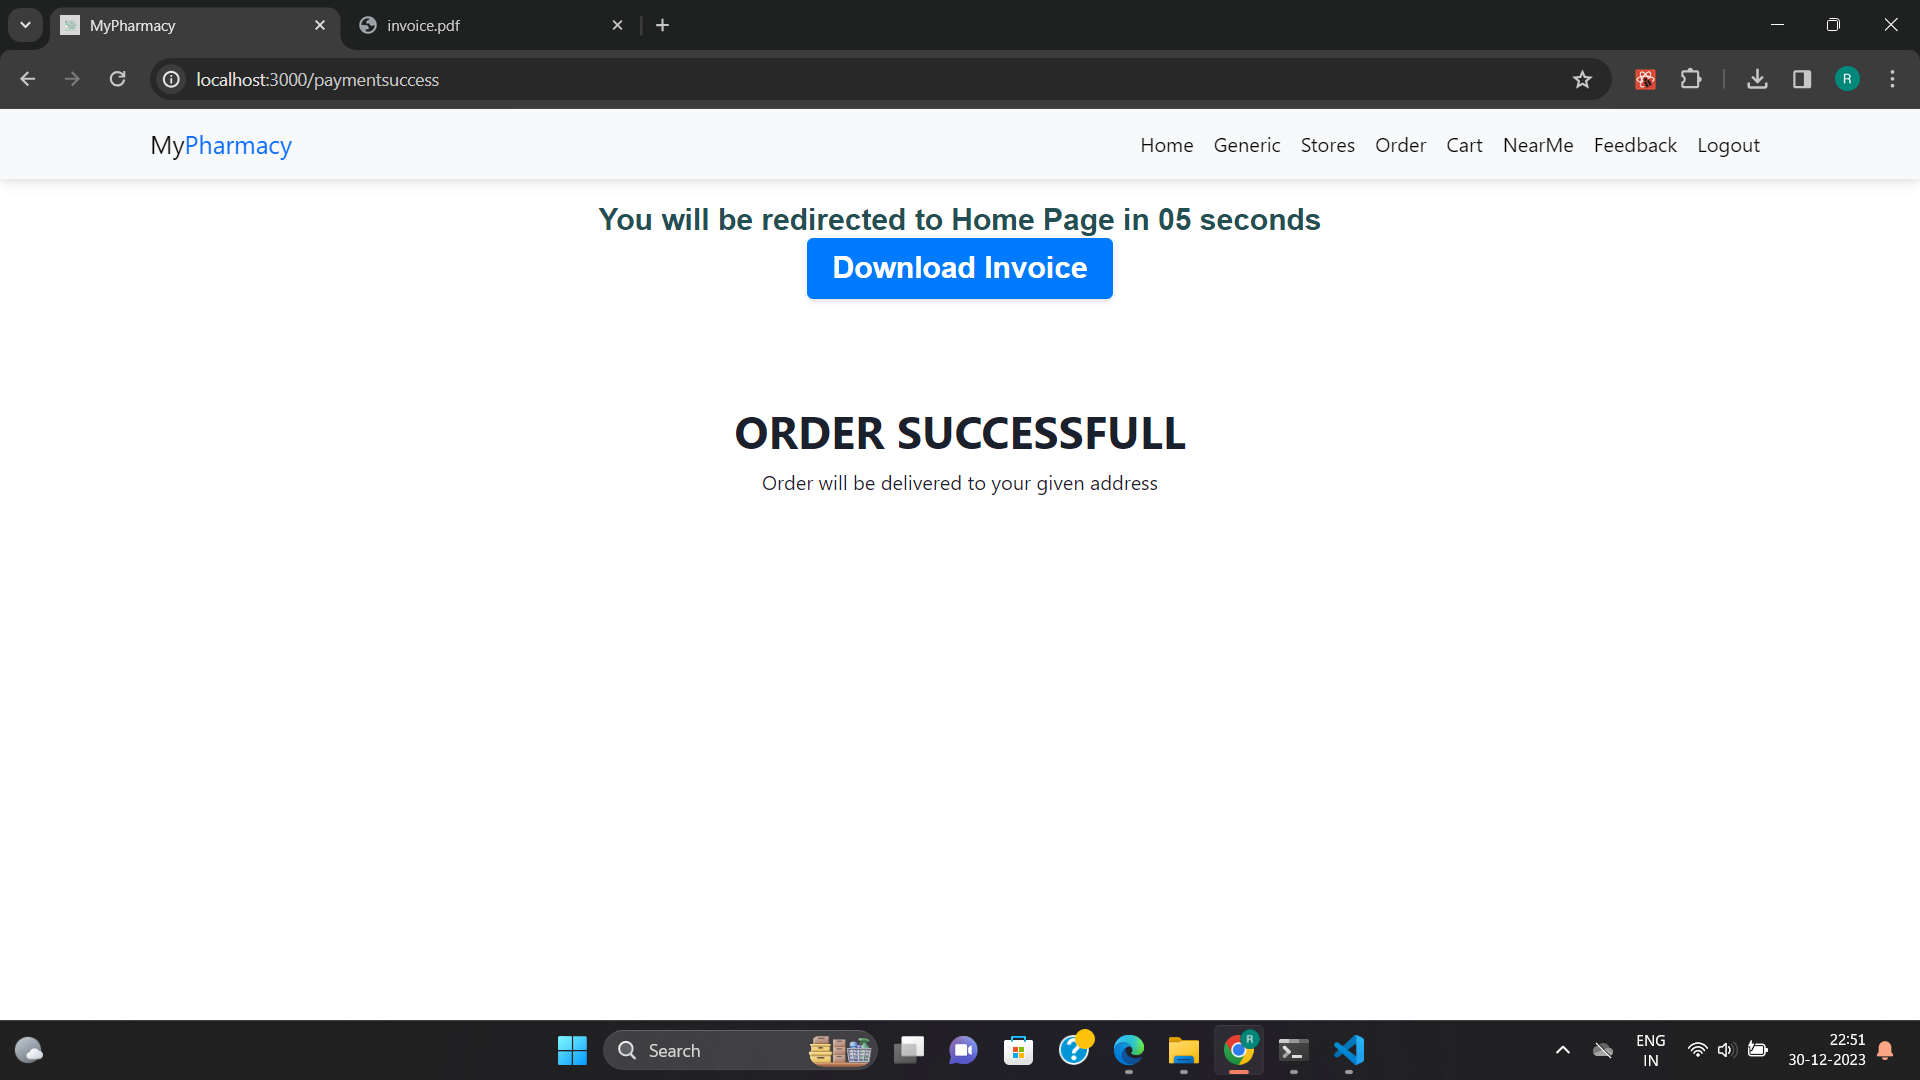 MyPharmacy
invoice.pdf
localhost:3000/paymentsuccess
R
MyPharmacy
Home Generic Stores Order Cart NearMe Feedback Logout
You will be redirected to Home Page in 05 seconds
Download Invoice
ORDER SUCCESSFULL
Order will be delivered to your given address
Search
R
ENG
IN
22:51
30-12-2023